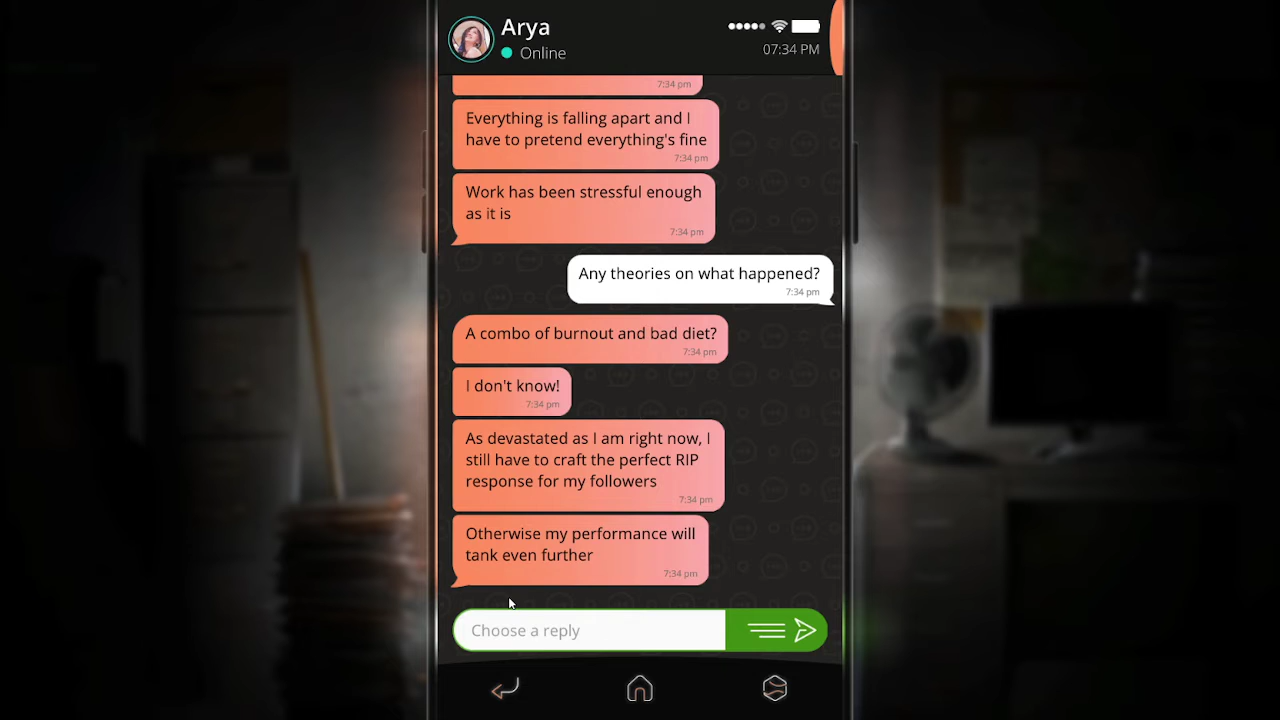 Arya
Online
07:34 PM
7:34 pm
Everything is falling apart and I
have to pretend everything's fine
7:34 pm
Work has been stressful enough
as it is
7:34 pm
Any theories on what happened?
7:34 pm
A combo of burnout and bad diet?
7:34 pm
I don't know!
7:34 pm
As devastated as I am right now, I
still have to craft the perfect RIP
response for my followers
7:34 pm
Otherwise my performance will
tank even further
7:34 pm
Choose a reply